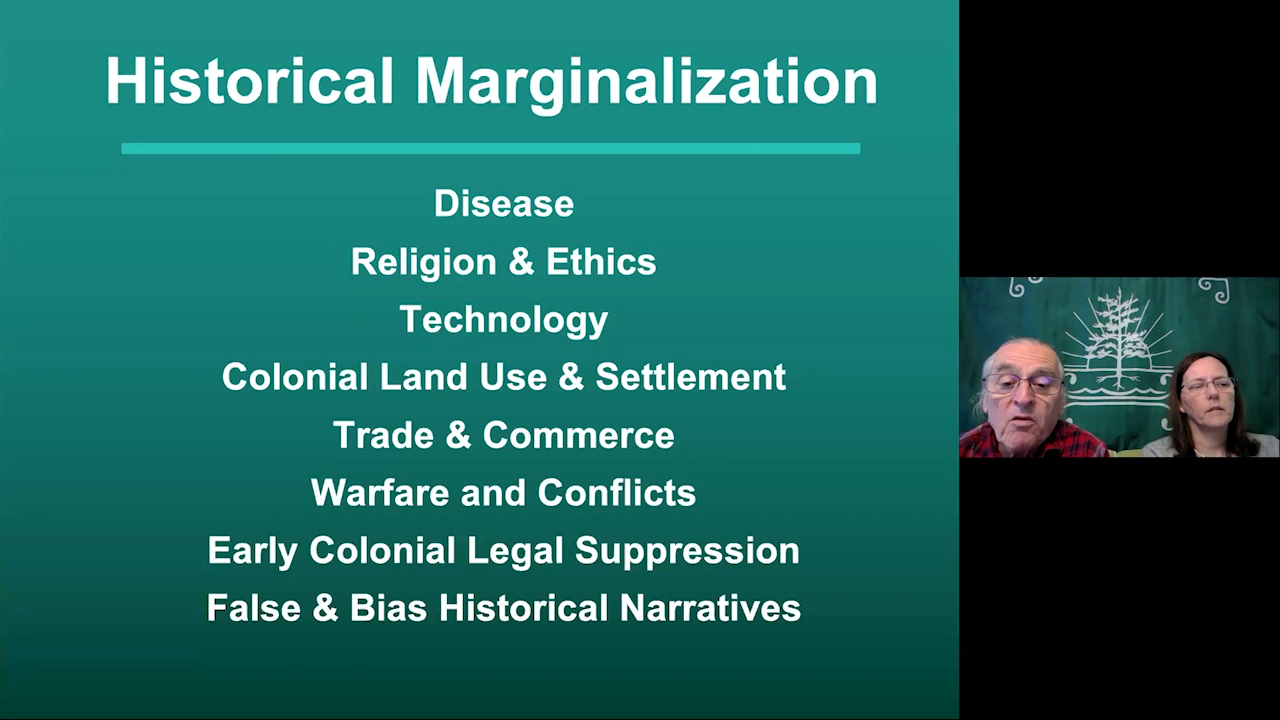 Historical Marginalization
Disease
Religion & Ethics
Technology
Colonial Land Use & Settlement
Trade & Commerce
Warfare and Conflicts
Early Colonial Legal Suppression
False & Bias Historical Narratives